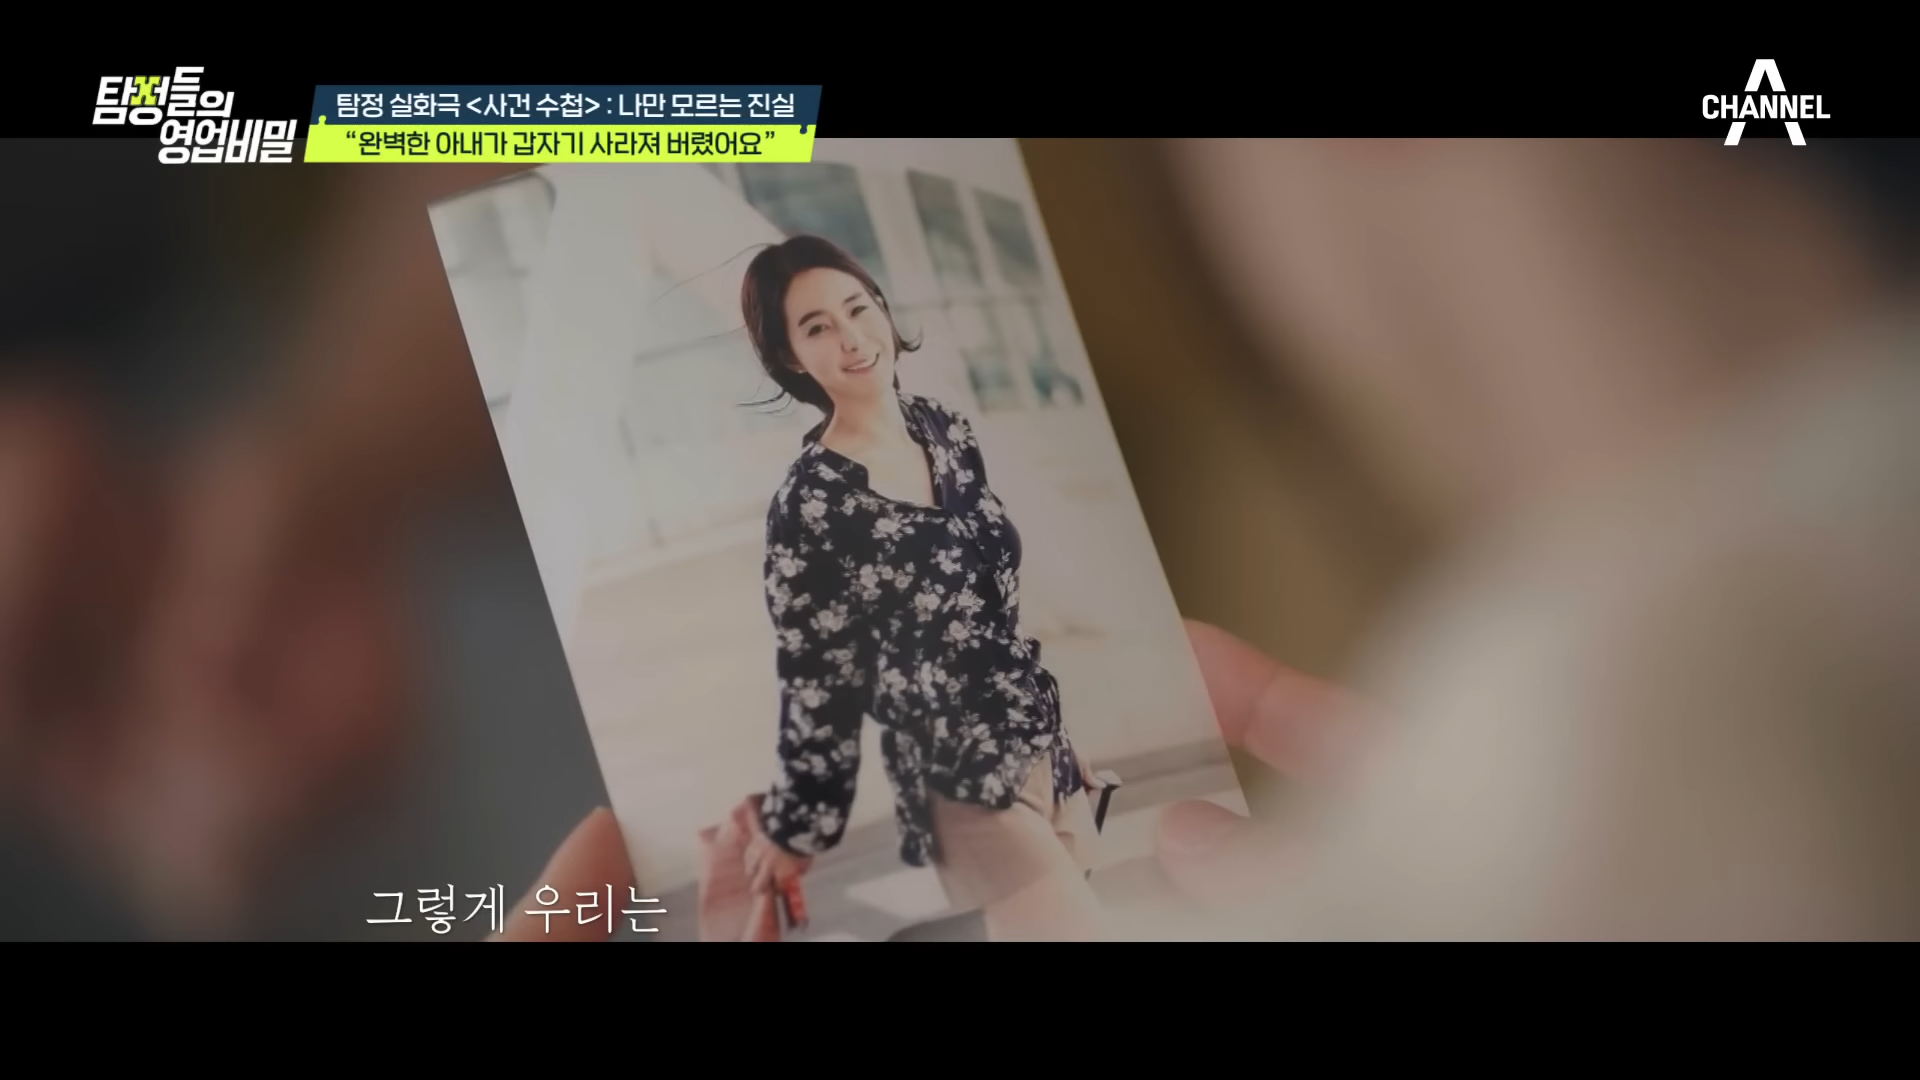 탐정들의
영업비밀
탐정 실화극 <사건 수첩> : 나만 모르는 진실
“완벽한 아내가 갑자기 사라져 버렸어요”
CHANNEL A
그렇게 우리는